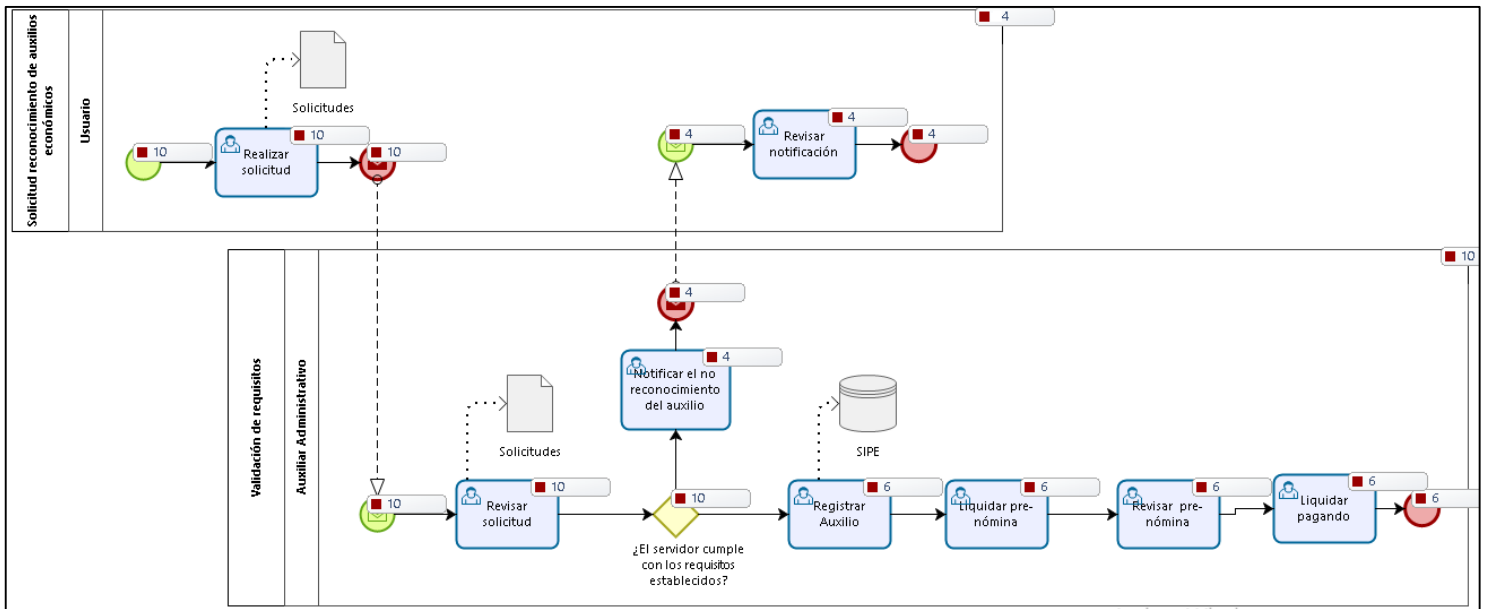 4
Solicitud reconocimiento de auxilios
económicos
Usuario
Solicitudes
10
10
Realizar
solicitud
10
4
4
Revisar
notificación
4
10
Validación de requisitos
Auxiliar Administrativo
4
4
Notificar el no
reconocimiento
del auxilio
Solicitudes
SIPE
10
10
Revisar
solicitud
10
¿El servidor cumple
con los requisitos
establecidos?
6
Registrar
Auxilio
6
Liquidar pre-
nómina
6
Revisar pre-
nómina
6
Liquidar
pagando
6